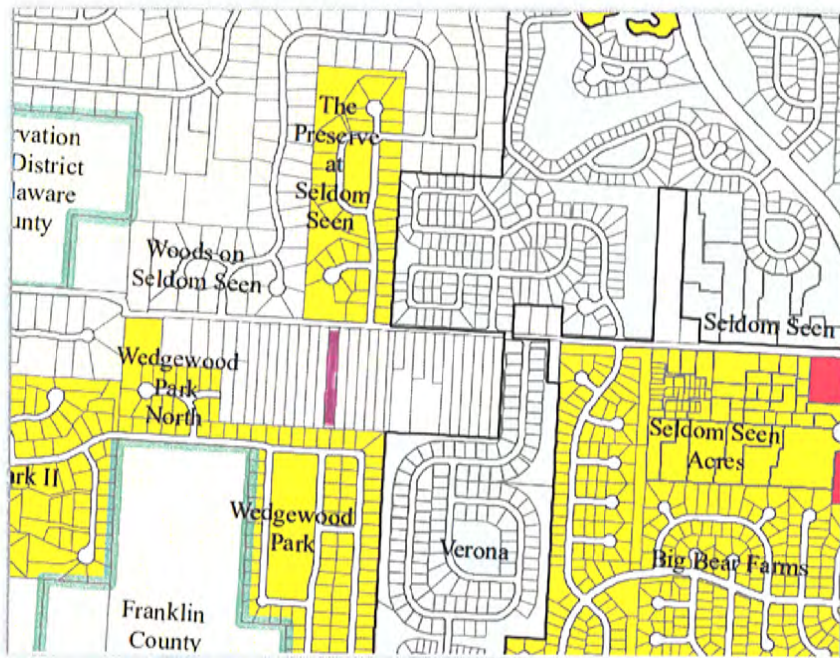 The
Preserve
at
Seldom
Seen
rvation
District
laware
unty
Woods on
Seldom Seen
Seldom Seen
Wedgewood
Park
North
Seldom Seen
Acres
ark II
Wedgewood
Park
Verona
Big Bear Farms
Franklin
County